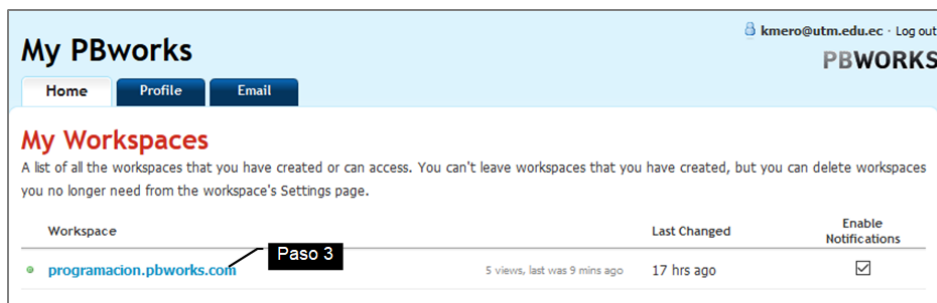 kmero@utm.edu.ec · Log out
My PBworks
PBWORKS
Home Profile Email
My Workspaces
A list of all the workspaces that you have created or can access. You can't leave workspaces that you have created, but you can delete workspaces
you no longer need from the workspace's Settings page.
Workspace Last Changed Enable
Notifications
Paso 3
programacion.pbworks.com 5 views, last was 9 mins ago 17 hrs ago